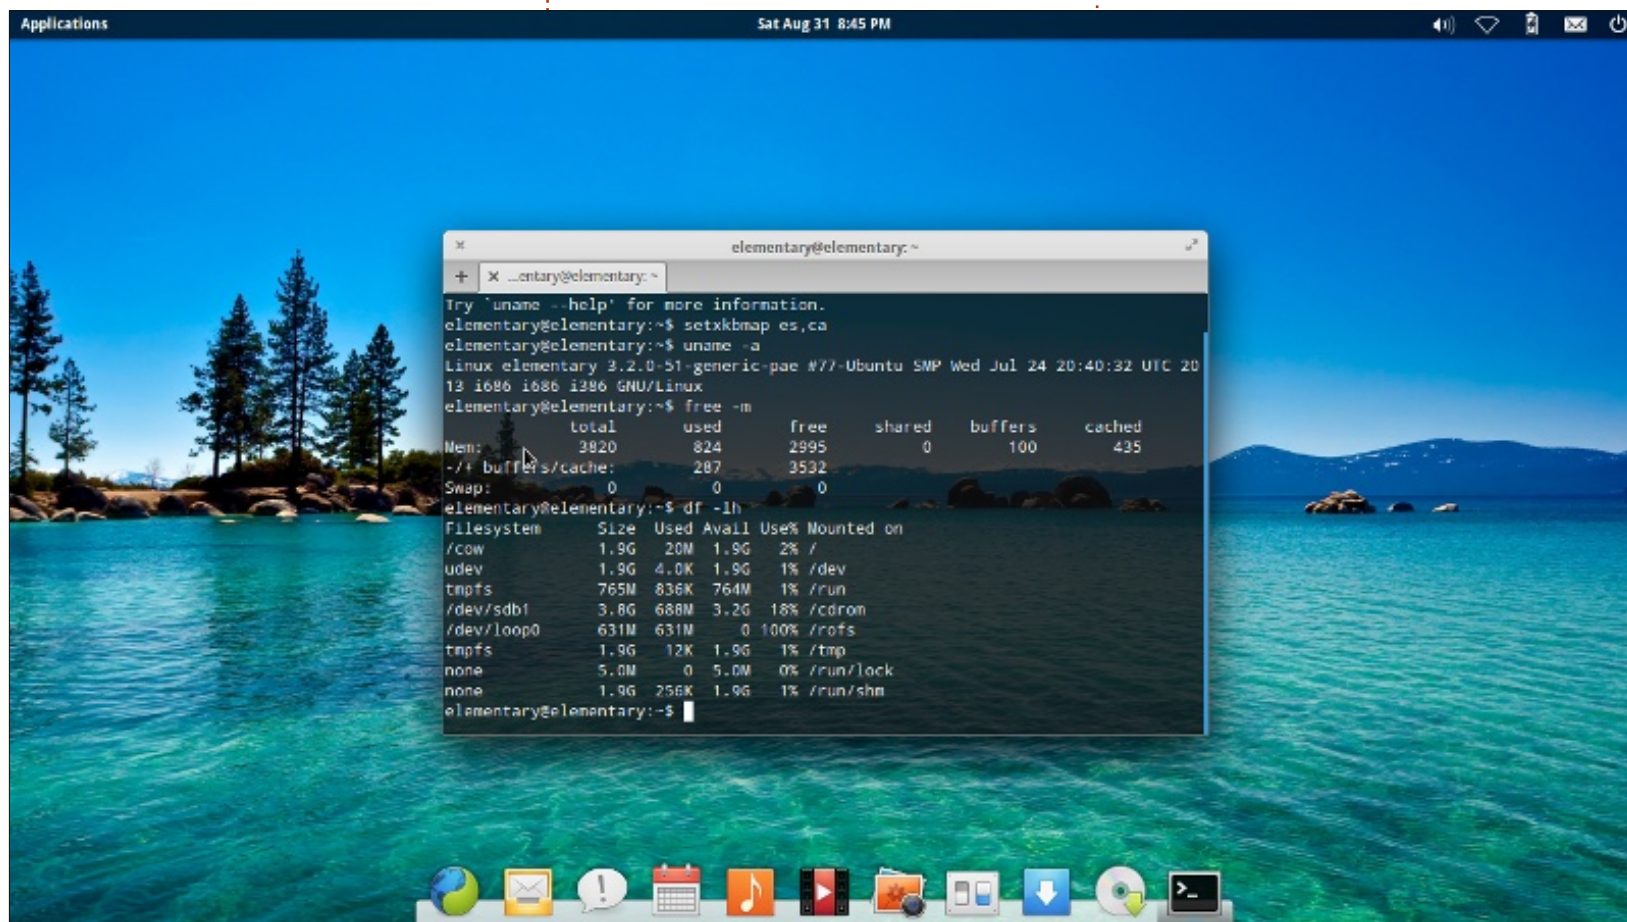 Applications
Sat Aug 31 8:45 PM
elementary@elementary: ~
...entary@elementary: ~
Try `uname --help' for more information.
elementary@elementary:~$ setxkbmap es,ca
elementary@elementary:~$ uname -a
Linux elementary 3.2.0-51-generic-pae #77-Ubuntu SMP Wed Jul 24 20:40:32 UTC 20
13 i686 i686 i386 GNU/Linux
elementary@elementary:~$ free -m
total used free shared buffers cached
Mem: 3820 824 2995 0 100 435
-/+ buffers/cache: 287 3532
Swap: 0 0 0
elementary@elementary:~$ df -lh
Filesystem Size Used Avail Use% Mounted on
/cow 1.9G 20M 1.9G 2% /
udev 1.9G 4.0K 1.9G 1% /dev
tmpfs 765M 836K 764M 1% /run
/dev/sdb1 3.8G 688M 3.2G 18% /cdrom
/dev/loop0 631M 631M 0 100% /rofs
tmpfs 1.9G 12K 1.9G 1% /tmp
none 5.0M 0 5.0M 0% /run/lock
none 1.9G 256K 1.9G 1% /run/shm
elementary@elementary:~$